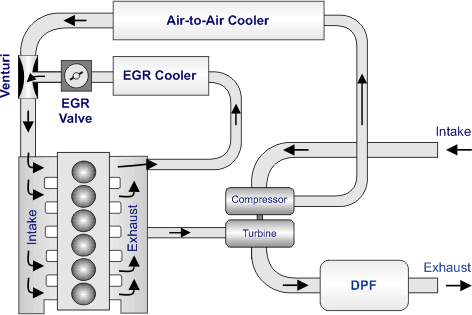 Air-to-Air Cooler
Venturi
EGR Cooler
EGR
Valve
Intake
Compressor
Intake
Exhaust
Turbine
Exhaust
DPF